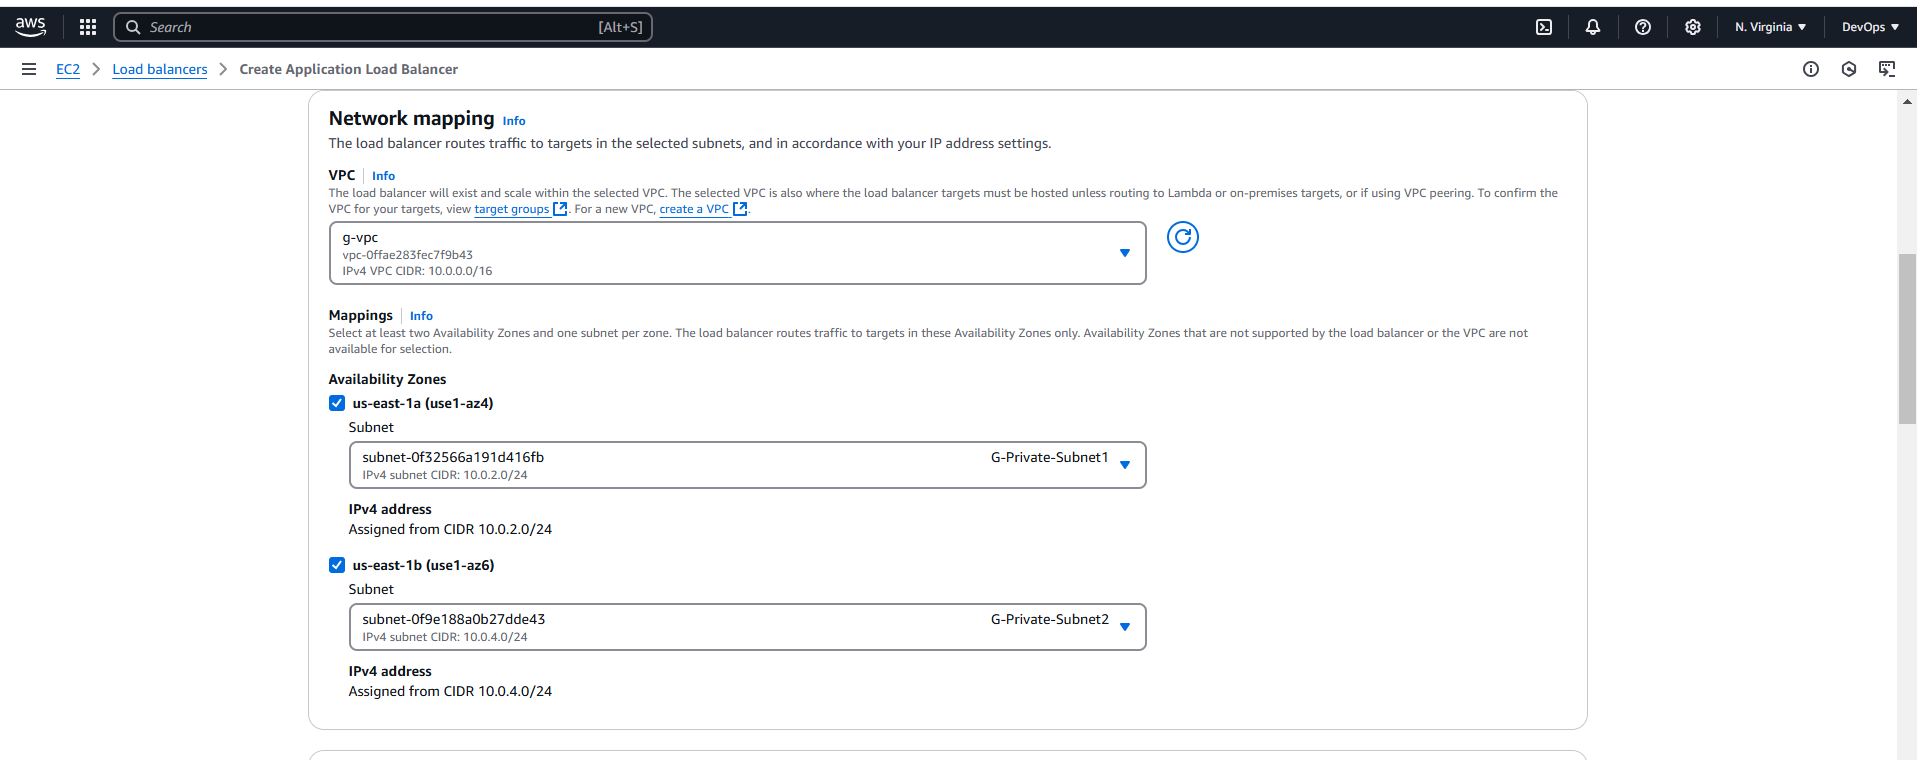 aws
Search [Alt+S]
N. Virginia
DevOps
EC2 > Load balancers > Create Application Load Balancer
Network mapping Info
The load balancer routes traffic to targets in the selected subnets, and in accordance with your IP address settings.
VPC Info
The load balancer will exist and scale within the selected VPC. The selected VPC is also where the load balancer targets must be hosted unless routing to Lambda or on-premises targets, or if using VPC peering. To confirm the
VPC for your targets, view target groups. For a new VPC, create a VPC.
g-vpc
vpc-0ffae283fec7f9b43
IPv4 VPC CIDR: 10.0.0.0/16
Mappings Info
Select at least two Availability Zones and one subnet per zone. The load balancer routes traffic to targets in these Availability Zones only. Availability Zones that are not supported by the load balancer or the VPC are not
available for selection.
Availability Zones
us-east-1a (use1-az4)
Subnet
subnet-0f32566a191d416fb G-Private-Subnet1
IPv4 subnet CIDR: 10.0.2.0/24
IPv4 address
Assigned from CIDR 10.0.2.0/24
us-east-1b (use1-az6)
Subnet
subnet-0f9e188a0b27dde43 G-Private-Subnet2
IPv4 subnet CIDR: 10.0.4.0/24
IPv4 address
Assigned from CIDR 10.0.4.0/24